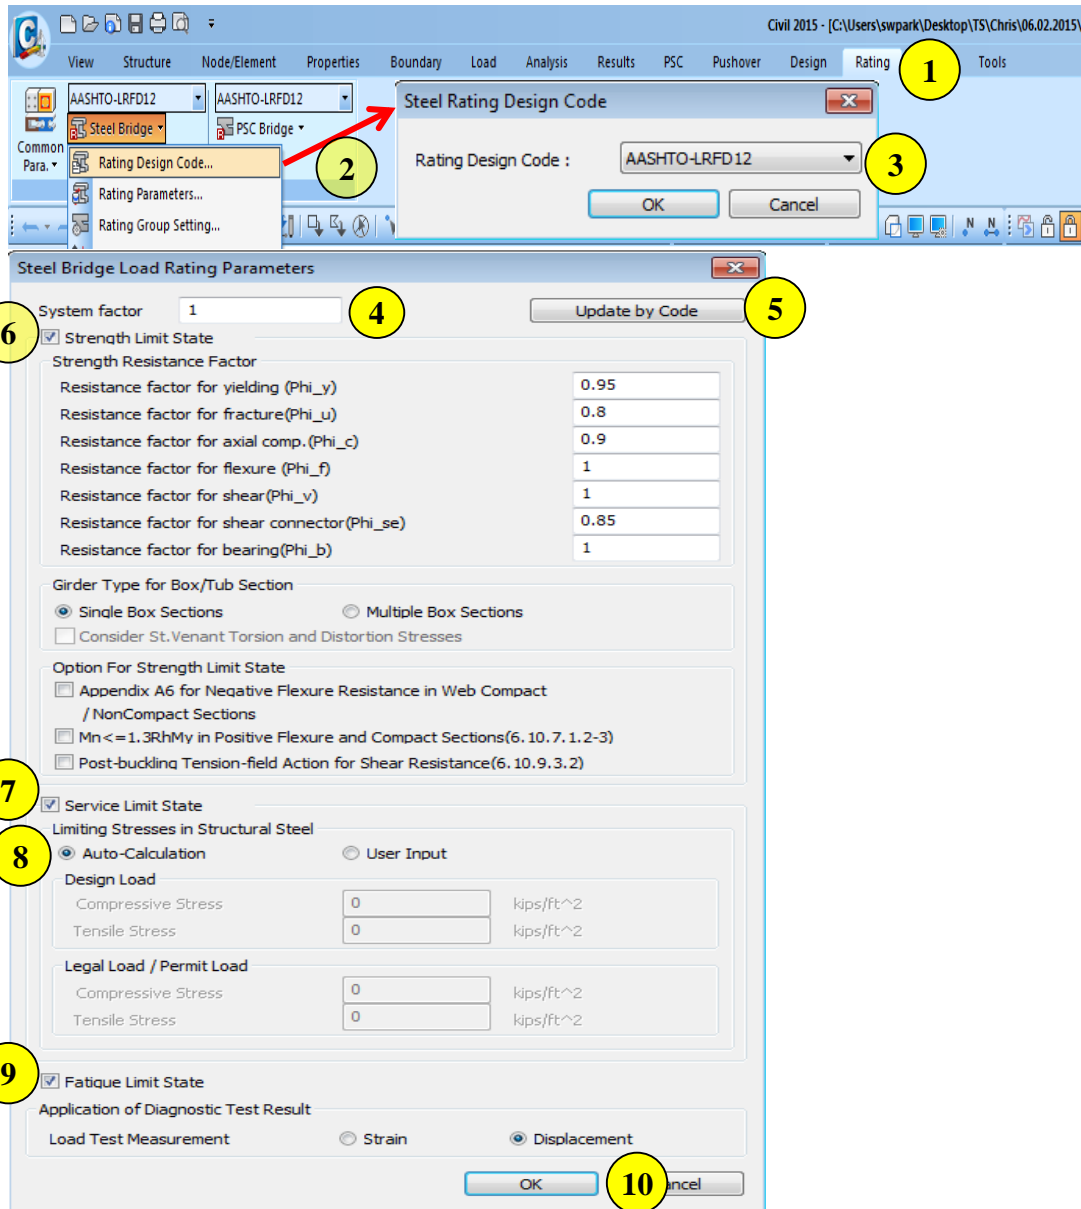 Civil 2015 - [C:\Users\swpark\Desktop\TS\Chris\06.02.2015\
View Structure Node/Element Properties Boundary Load Analysis Results PSC Pushover Design Rating Tools
1
AASHTO-LRFD12 AASHTO-LRFD12
Steel Bridge PSC Bridge
Common
Para.
Rating Design Code...
Rating Parameters...
Rating Group Setting...
2
Steel Rating Design Code
Rating Design Code : AASHTO-LRFD12
3
OK Cancel
N N
Steel Bridge Load Rating Parameters
System factor 1
4
Update by Code
5
6
Strength Limit State
Strength Resistance Factor
Resistance factor for yielding (Phi_y) 0.95
Resistance factor for fracture(Phi_u) 0.8
Resistance factor for axial comp.(Phi_c) 0.9
Resistance factor for flexure (Phi_f) 1
Resistance factor for shear(Phi_v) 1
Resistance factor for shear connector(Phi_se) 0.85
Resistance factor for bearing(Phi_b) 1
Girder Type for Box/Tub Section
Single Box Sections Multiple Box Sections
Consider St.Venant Torsion and Distortion Stresses
Option For Strength Limit State
Appendix A6 for Negative Flexure Resistance in Web Compact
/ NonCompact Sections
Mn<=1.3RhMy in Positive Flexure and Compact Sections(6.10.7.1.2-3)
Post-buckling Tension-field Action for Shear Resistance(6.10.9.3.2)
7
Service Limit State
Limiting Stresses in Structural Steel
8
Auto-Calculation User Input
Design Load
Compressive Stress 0 kips/ft^2
Tensile Stress 0 kips/ft^2
Legal Load / Permit Load
Compressive Stress 0 kips/ft^2
Tensile Stress 0 kips/ft^2
9
Fatigue Limit State
Application of Diagnostic Test Result
Load Test Measurement Strain Displacement
OK 10 ancel